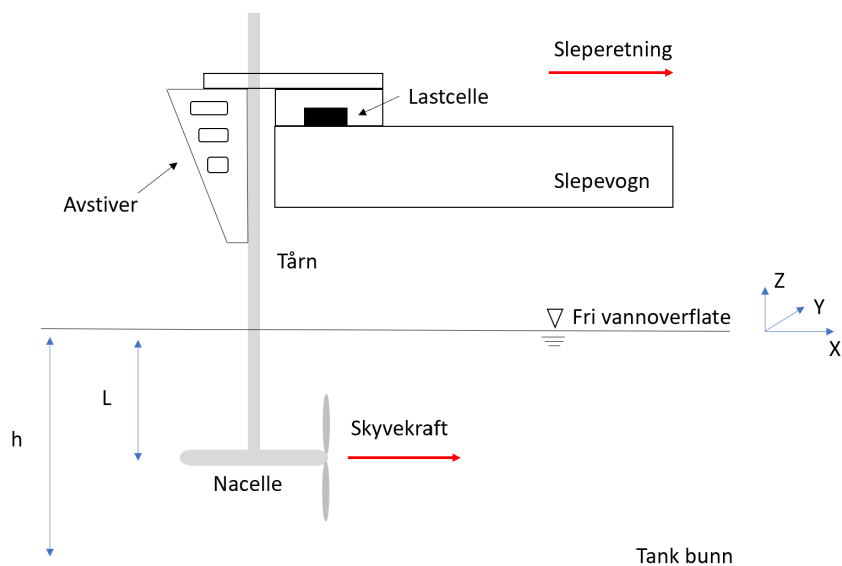 Sleperetning
Lastcelle
Slepevogn
Avstiver
Tårn
Z
Y
X
Fri vannoverflate
L
h
Skyvekraft
Nacelle
Tank bunn